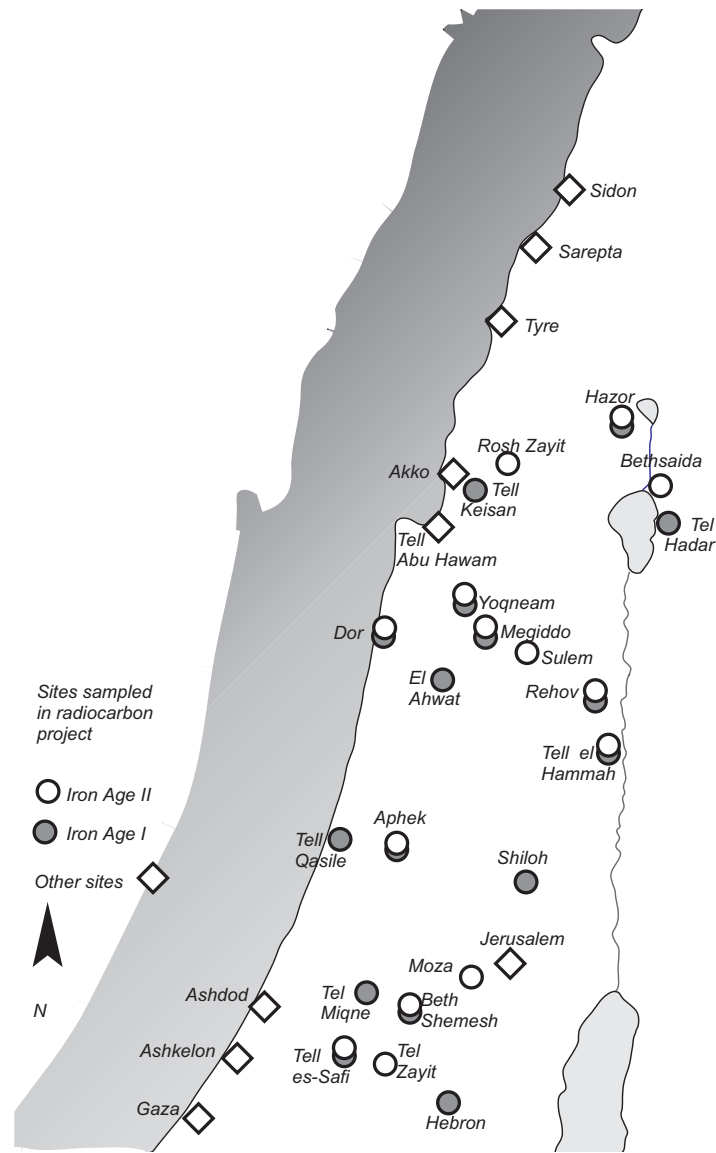 Sidon
Sarepta
Tyre
Hazor
Rosh Zayit
Bethsaida
Akko
Tell
Keisan
Tel
Hadar
Tell
Abu Hawam
Yoqneam
Dor
Megiddo
Sulem
El
Ahwat
Rehov
Sites sampled
in radiocarbon
project
Tell el
Hammah
Iron Age II
Iron Age I
Aphek
Tell
Qasile
Shiloh
Other sites
Jerusalem
Moza
Ashdod
Tel
Miqne
Beth
Shemesh
N
Ashkelon
Tell
es-Safi
Tel
Zayit
Gaza
Hebron